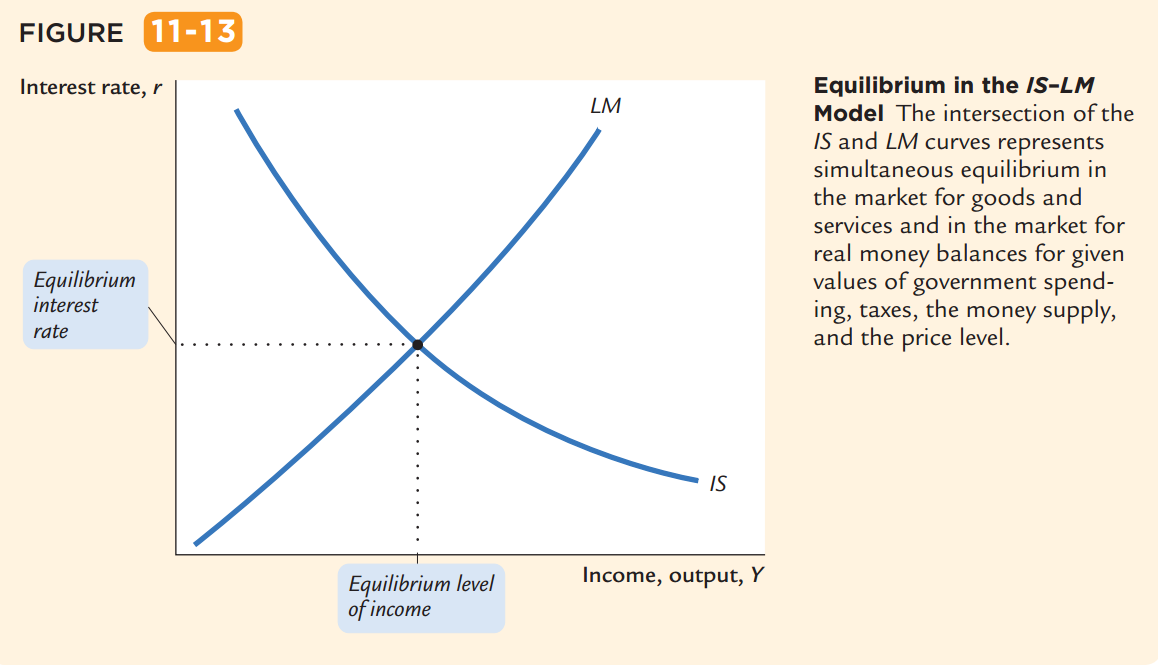 FIGURE 11-13
Interest rate, r
LM
Equilibrium
interest
rate
IS
Income, output, Y
Equilibrium level
of income
Equilibrium in the IS–LM
Model The intersection of the
IS and LM curves represents
simultaneous equilibrium in
the market for goods and
services and in the market for
real money balances for given
values of government spend-
ing, taxes, the money supply,
and the price level.